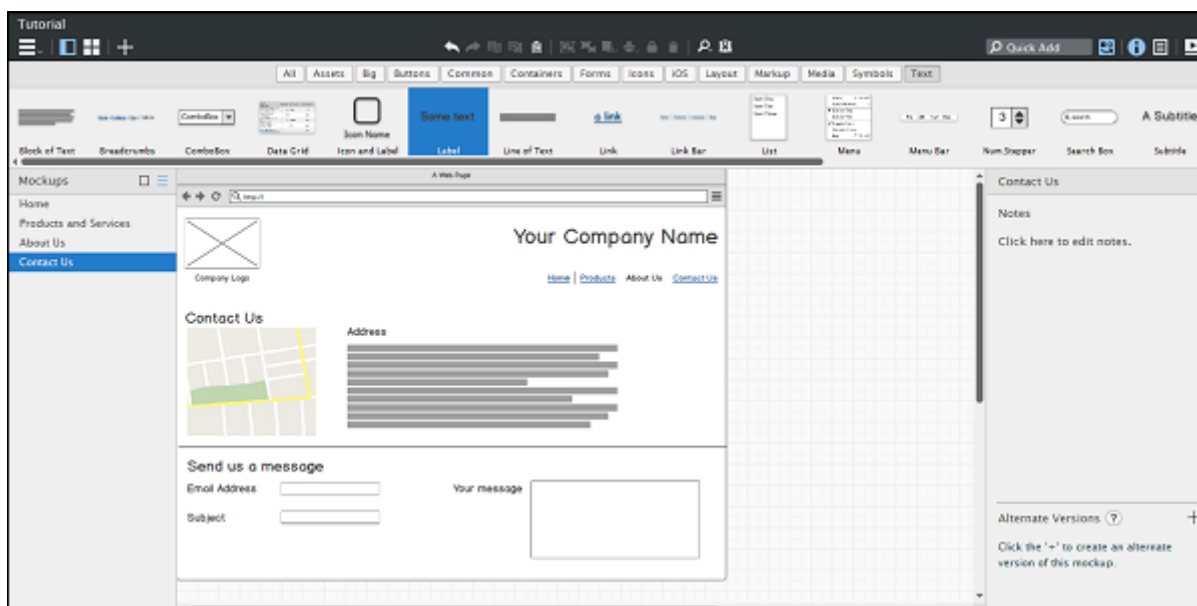 Tutorial
Quick Add
All Assets Big Buttons Common Containers Forms Icons iOS Layout Markup Media Symbols Text
ComboBox
Icon Name
Some text
a link
3
search
A Subtitle
Block of Text Breadcrumbs ComboBox Data Grid Icon and Label Label Line of Text Link Link Bar List Menu Menu Bar Num.Stepper Search Box Subtitle
Mockups
Home
Products and Services
About Us
Contact Us
A Web Page
http://
Company Logo
Your Company Name
Home Products About Us Contact Us
Contact Us
Address
Send us a message
Email Address
Your message
Subject
Contact Us
Notes
Click here to edit notes.
Alternate Versions ?
Click the '+' to create an alternate
version of this mockup.